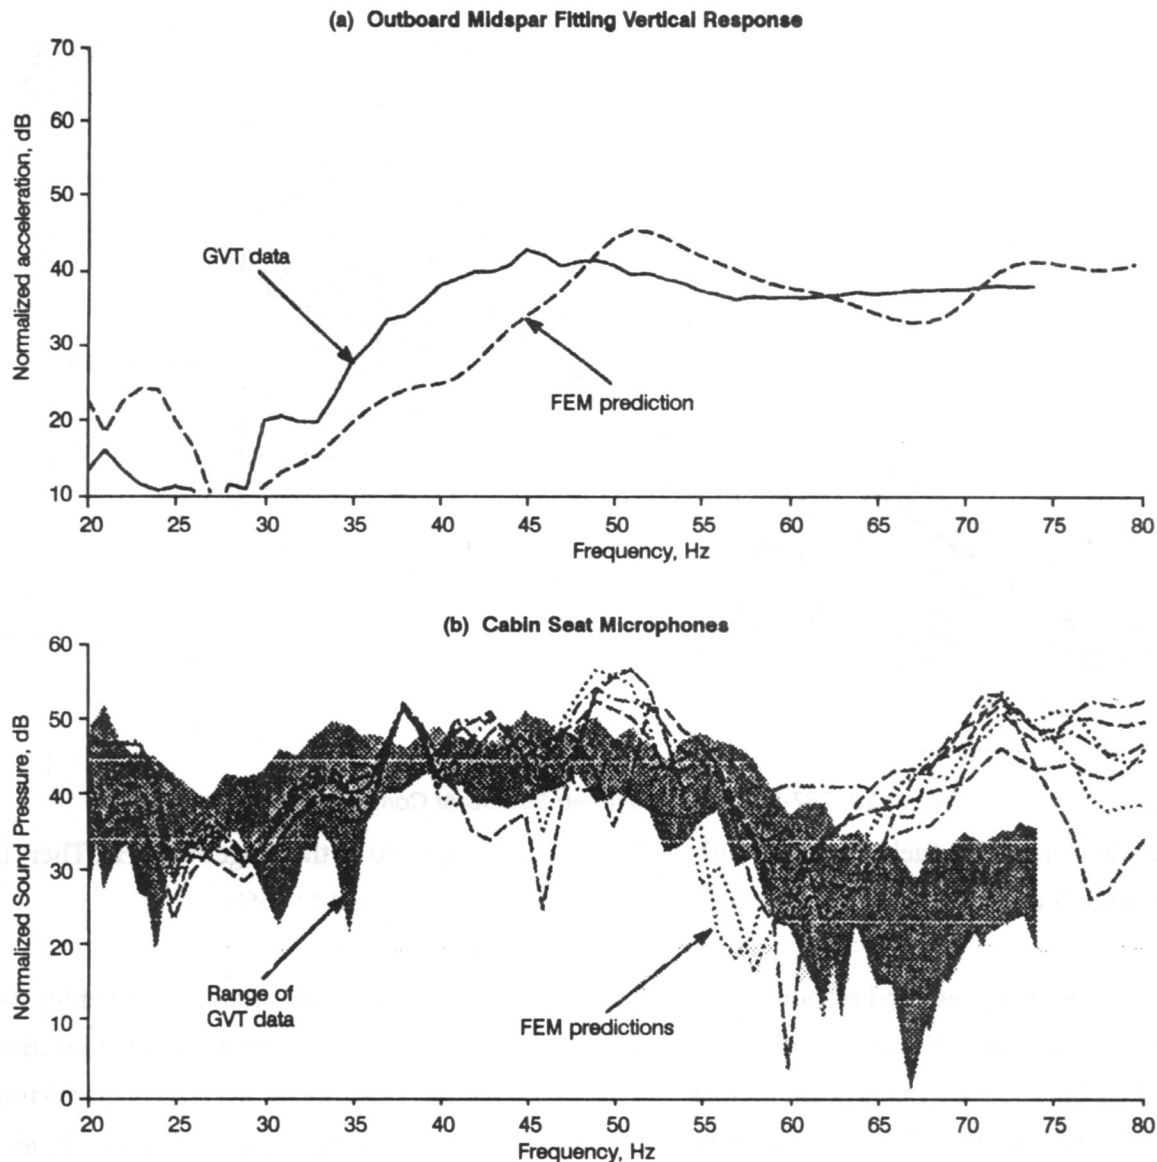 (a) Outboard Midspar Fitting Vertical Response
70
60
50
40
30
20
10
Normalized acceleration, dB
GVT data
FEM prediction
20 25 30 35 40 45 50 55 60 65 70 75 80
Frequency, Hz
(b) Cabin Seat Microphones
60
50
40
30
20
10
0
Normalized Sound Pressure, dB
Range of
GVT data
FEM predictions
20 25 30 35 40 45 50 55 60 65 70 75 80
Frequency, Hz